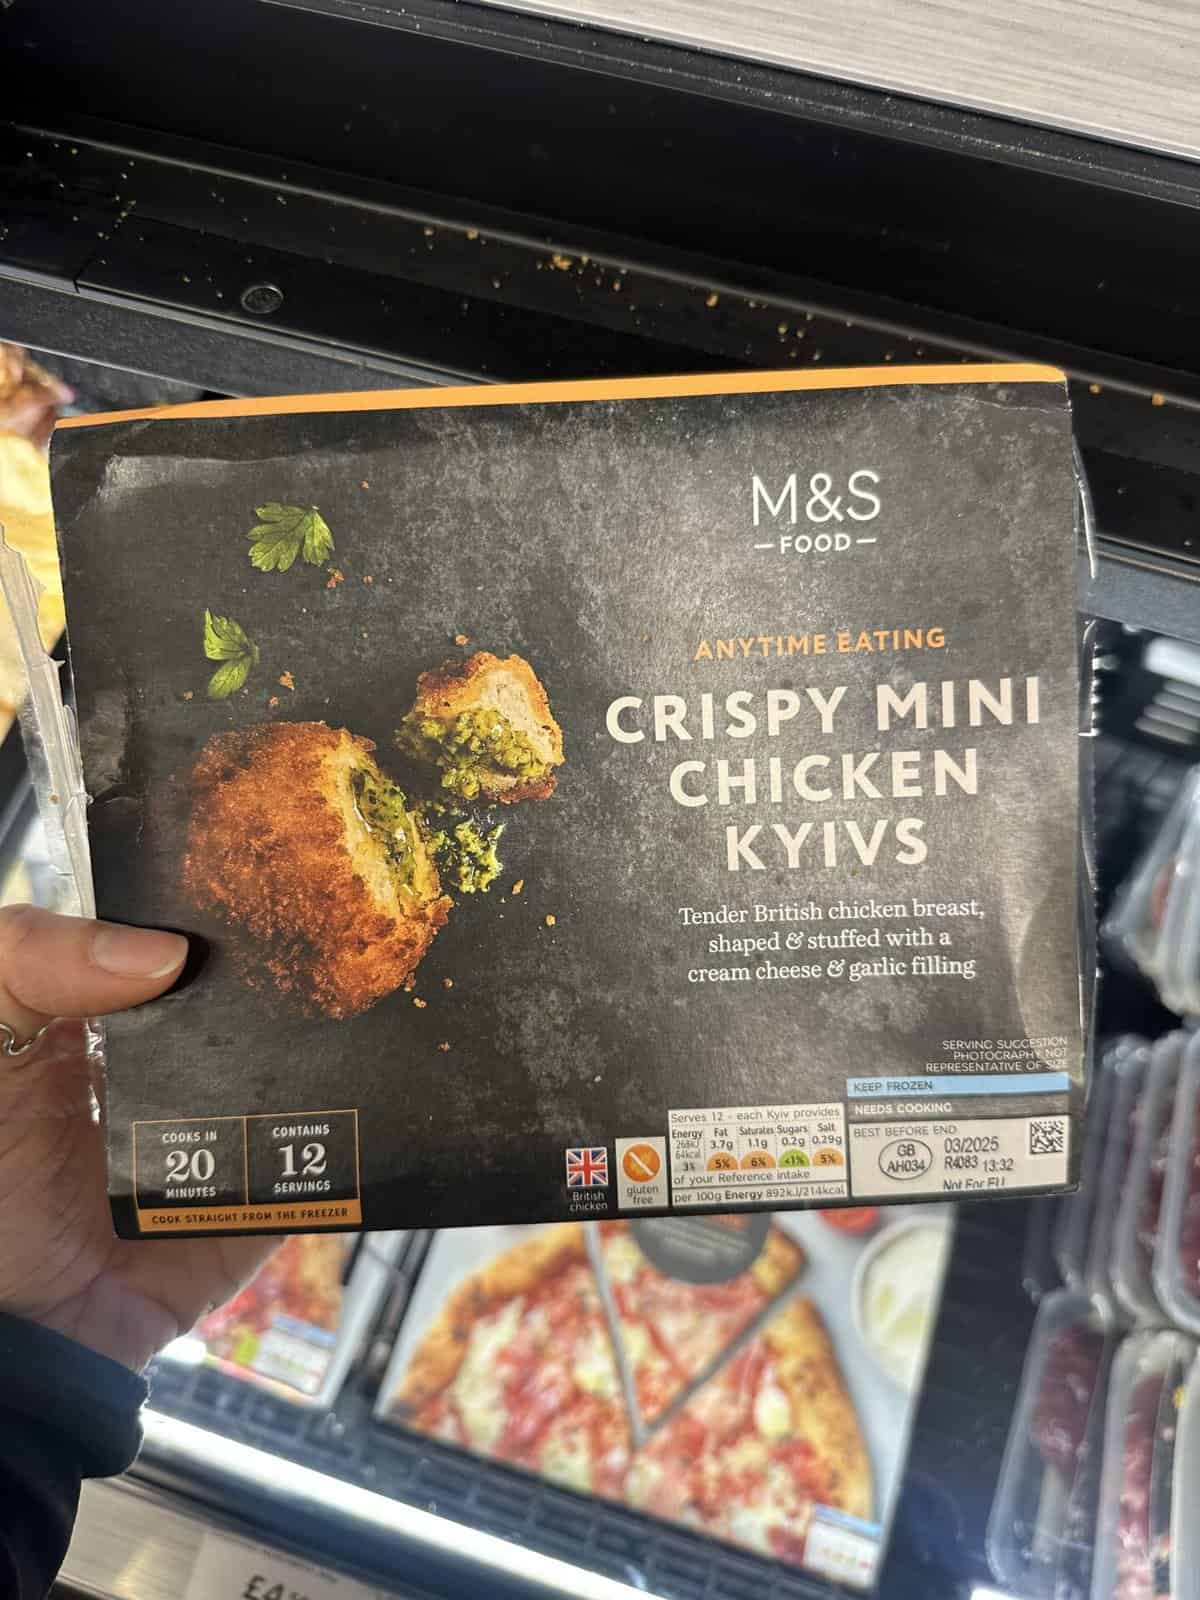 M&S
FOOD
ANYTIME EATING
CRISPY MINI
CHICKEN
KYIVS
Tender British chicken breast,
shaped & stuffed with a
cream cheese & garlic filling
SERVING SUGGESTION
PHOTOGRAPHY NOT
REPRESENTATIVE OF SIZE
KEEP FROZEN
NEEDS COOKING
BEST BEFORE END
GB
AH034
03/2025
R4083 13:32
Not For EU
COOKS IN
20
MINUTES
CONTAINS
12
SERVINGS
COOK STRAIGHT FROM THE FREEZER
British
chicken
gluten
free
Serves 12 - each Kyiv provides
Energy Fat Saturates Sugars Salt
268kJ 3.7g 1.1g 0.2g 0.29g
64kcal
3% 5% 6% <1% 5%
of your Reference intake
per 100g Energy 892kJ/214kcal